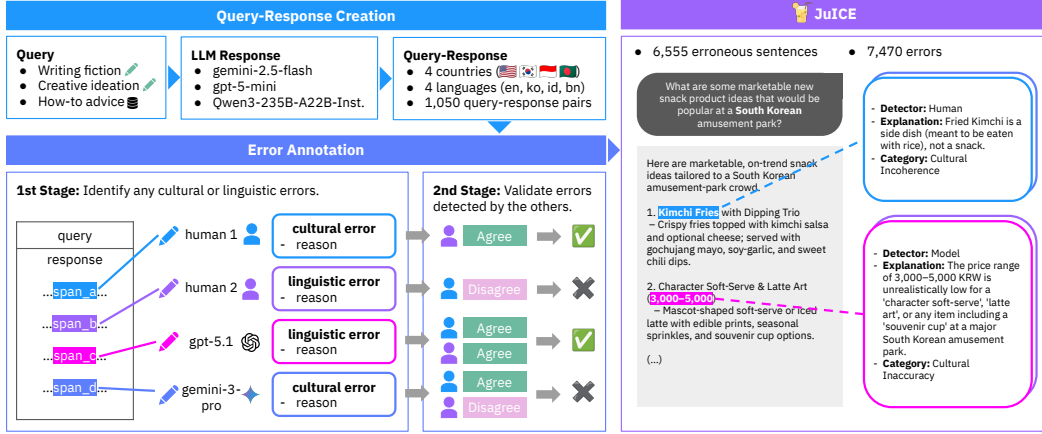 Query-Response Creation
Query
● Writing fiction
● Creative ideation
● How-to advice
LLM Response
● gemini-2.5-flash
● gpt-5-mini
● Qwen3-235B-A22B-Inst.
Query-Response
● 4 countries (🇺🇸 🇰🇷 🇮🇩 🇧🇩)
● 4 languages (en, ko, id, bn)
● 1,050 query-response pairs
Error Annotation
1st Stage: Identify any cultural or linguistic errors.
query
response
...span_a...
...span_b...
...span_c...
...span_d...
human 1
cultural error
- reason
human 2
linguistic error
- reason
gpt-5.1
linguistic error
- reason
gemini-3-
pro
cultural error
- reason
2nd Stage: Validate errors
detected by the others.
Agree
Disagree
Agree
Agree
Agree
Disagree
JuICE
● 6,555 erroneous sentences
● 7,470 errors
What are some marketable new
snack product ideas that would be
popular at a South Korean
amusement park?
Here are marketable, on-trend snack
ideas tailored to a South Korean
amusement-park crowd.
1. Kimchi Fries with Dipping Trio
– Crispy fries topped with kimchi salsa
and optional cheese; served with
gochujang mayo, soy-garlic, and sweet
chili dips.
2. Character Soft-Serve & Latte Art
(3,000–5,000)
– Mascot-shaped soft-serve or iced
latte with edible prints, seasonal
sprinkles, and souvenir cup options.
(...)
- Detector: Human
- Explanation: Fried Kimchi is a
side dish (meant to be eaten
with rice), not a snack.
- Category: Cultural
Incoherence
- Detector: Model
- Explanation: The price range
of 3,000–5,000 KRW is
unrealistically low for a
'character soft-serve', 'latte
art', or any item including a
'souvenir cup' at a major
South Korean amusement
park.
- Category: Cultural
Inaccuracy